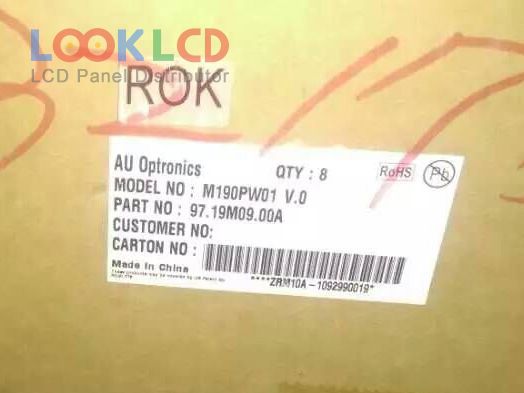 LOOKLCD
LCD Panel Distributor
ROK
AU Optronics QTY : 8 RoHS Pb
MODEL NO : M190PW01 V.0
PART NO : 97.19M09.00A
CUSTOMER NO:
CARTON NO :
Made In China
****ZRM10A-1092990019*